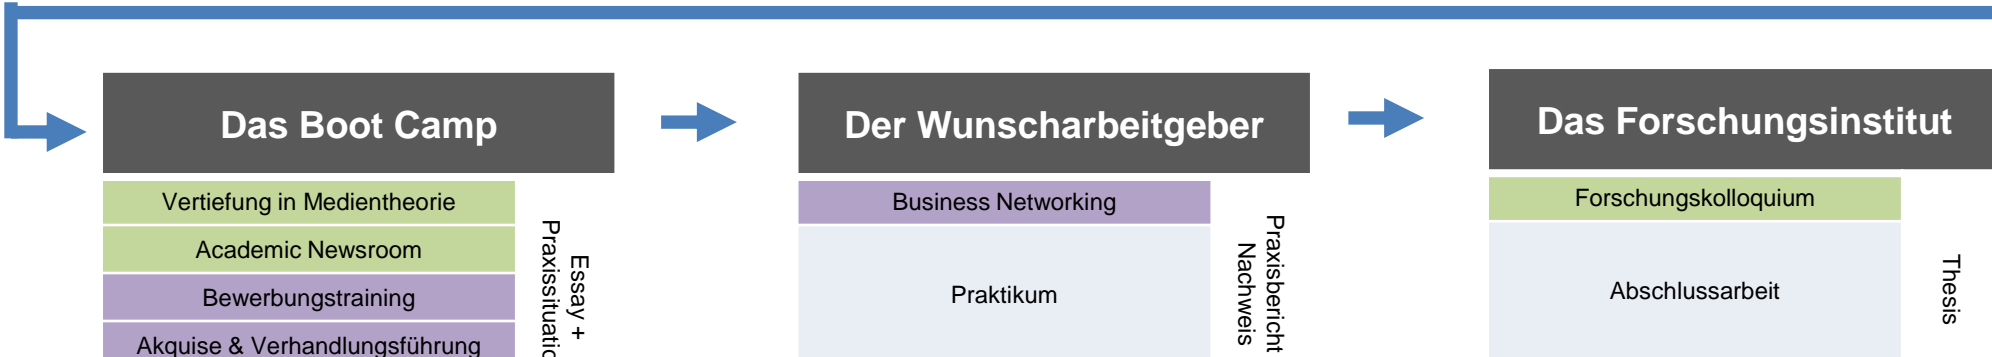 Das Boot Camp
Vertiefung in Medientheorie
Academic Newsroom
Bewerbungstraining
Akquise & Verhandlungsführung
Essay +
Der Wunscharbeitgeber
Business Networking
Praktikum
Praxisbericht
Nachweis
Das Forschungsinstitut
Forschungskolloquium
Abschlussarbeit
Thesis